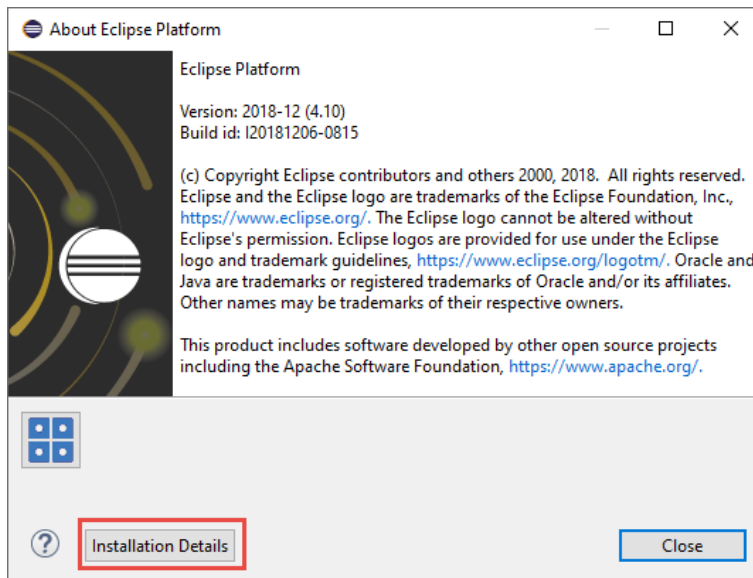 About Eclipse Platform
Eclipse Platform
Version: 2018-12 (4.10)
Build id: I20181206-0815
(c) Copyright Eclipse contributors and others 2000, 2018.  All rights reserved.
Eclipse and the Eclipse logo are trademarks of the Eclipse Foundation, Inc.,
https://www.eclipse.org/. The Eclipse logo cannot be altered without
Eclipse's permission. Eclipse logos are provided for use under the Eclipse
logo and trademark guidelines, https://www.eclipse.org/logotm/. Oracle and
Java are trademarks or registered trademarks of Oracle and/or its affiliates.
Other names may be trademarks of their respective owners.
This product includes software developed by other open source projects
including the Apache Software Foundation, https://www.apache.org/.
?
Installation Details
Close